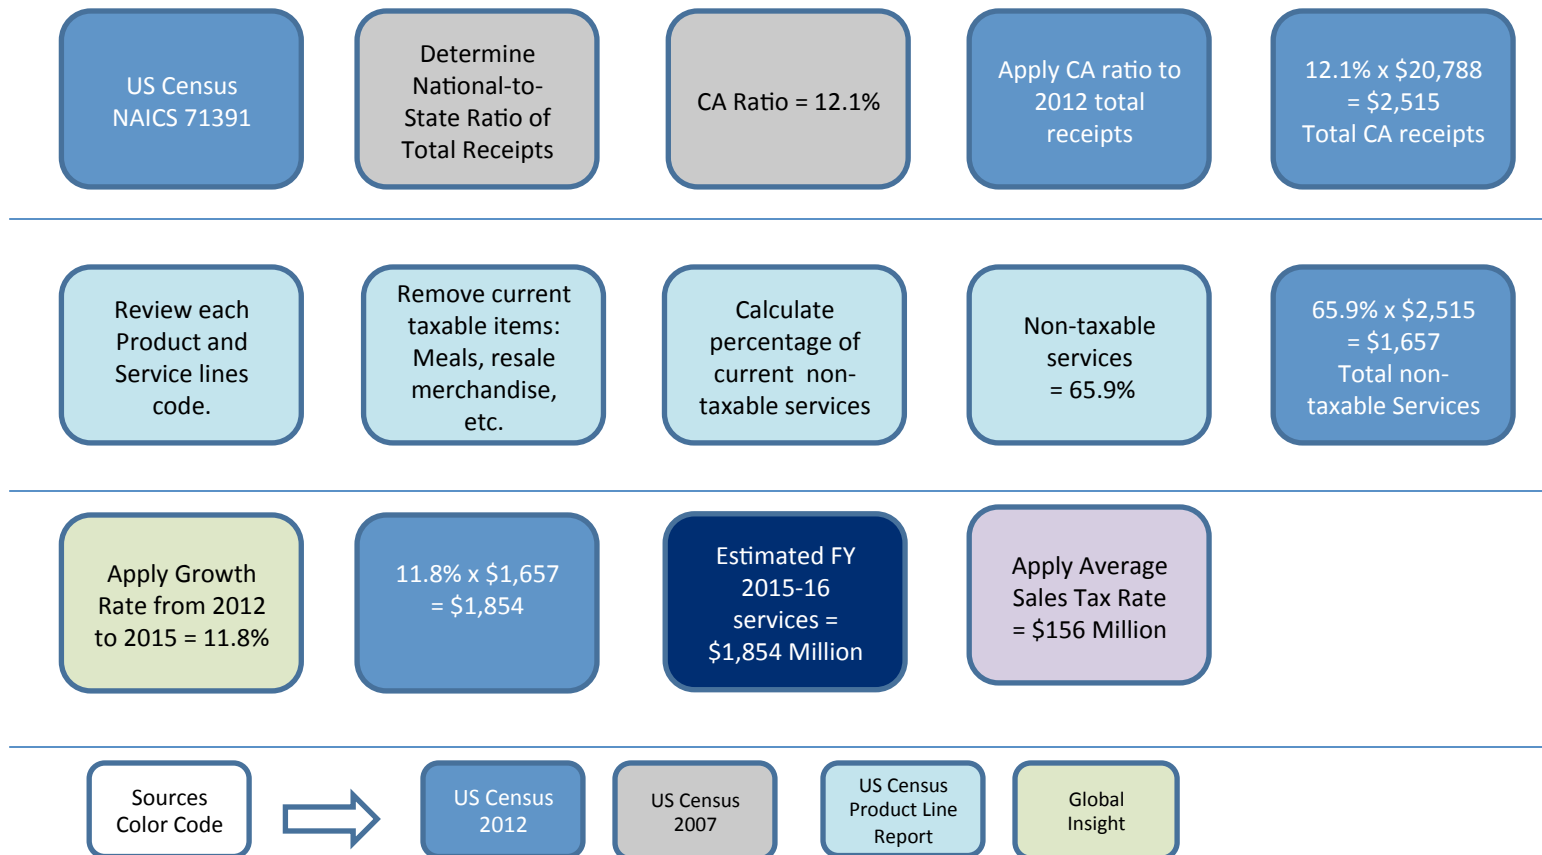 US Census
NAICS 71391
Determine
National-to-
State Ratio of
Total Receipts
CA Ratio = 12.1%
Apply CA ratio to
2012 total
receipts
12.1% x $20,788
= $2,515
Total CA receipts
Review each
Product and
Service lines
code.
Remove current
taxable items:
Meals, resale
merchandise,
etc.
Calculate
percentage of
current non-
taxable services
Non-taxable
services
= 65.9%
65.9% x $2,515
= $1,657
Total non-
taxable Services
Apply Growth
Rate from 2012
to 2015 = 11.8%
11.8% x $1,657
= $1,854
Estimated FY
2015-16
services =
$1,854 Million
Apply Average
Sales Tax Rate
= $156 Million
Sources
Color Code
US Census
2012
US Census
2007
US Census
Product Line
Report
Global
Insight